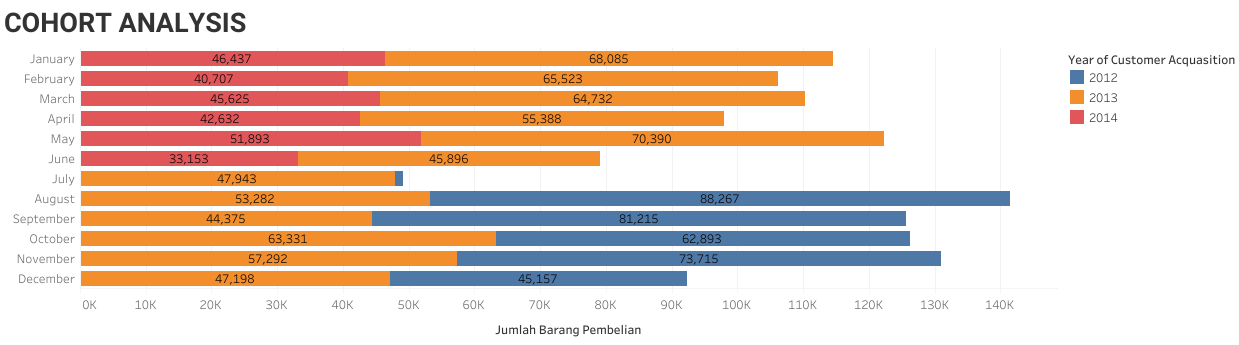 COHORT ANALYSIS
January 46,437 68,085
February 40,707 65,523
March 45,625 64,732
April 42,632 55,388
May 51,893 70,390
June 33,153 45,896
July 47,943
August 53,282 88,267
September 44,375 81,215
October 63,331 62,893
November 57,292 73,715
December 47,198 45,157
0K 10K 20K 30K 40K 50K 60K 70K 80K 90K 100K 110K 120K 130K 140K
Jumlah Barang Pembelian
Year of Customer Acquasition
2012
2013
2014